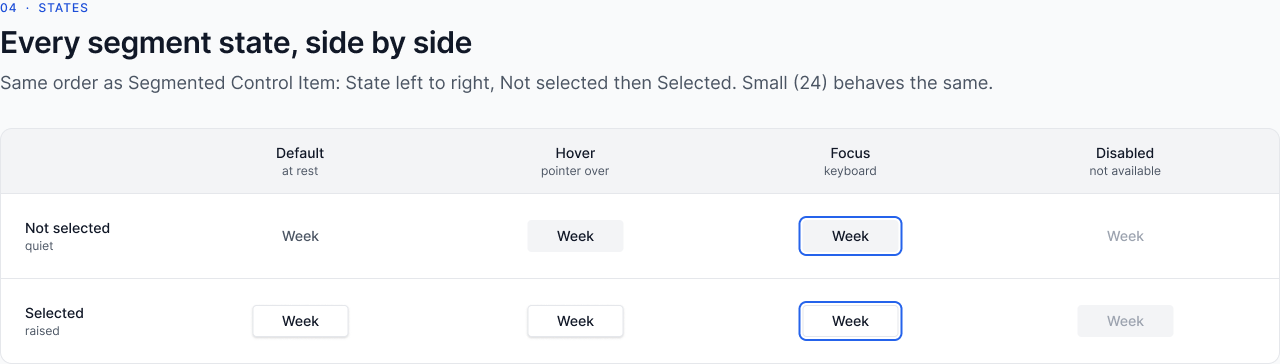 04 · STATES
Every segment state, side by side
Same order as Segmented Control Item: State left to right, Not selected then Selected. Small (24) behaves the same.
Default Hover Focus Disabled
at rest pointer over keyboard not available
Not selected
quiet
Week Week Week Week
Selected
raised
Week Week Week Week